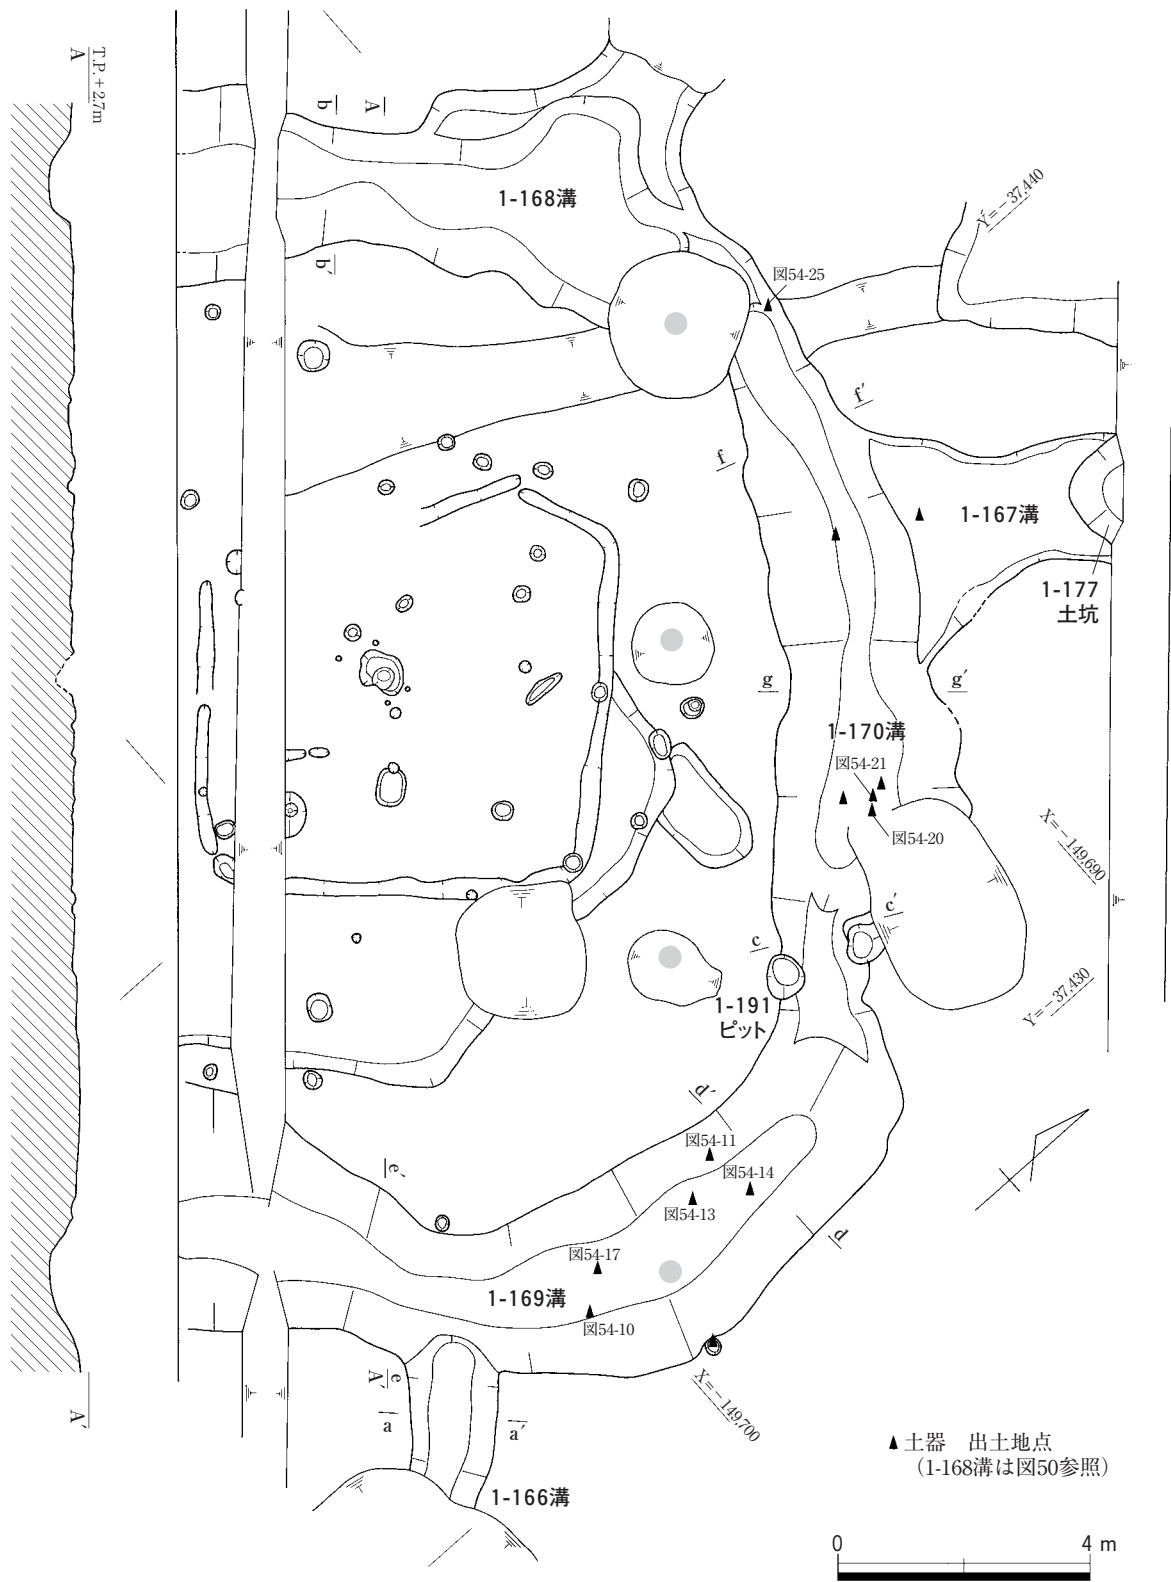 T.P.+2.7m
A
b
A
1-168溝
b′
Y=－37,440
図54-25
f′
f
1-167溝
1-177
土坑
g
g′
1-170溝
図54-21
図54-20
X=－149,690
c′
c
1-191
ピット
Y=－37,430
d′
図54-11
e′
図54-14
図54-13
d
図54-17
1-169溝
図54-10
e
A′
a
a′
X=－149,700
A′
▲土器　出土地点
（1-168溝は図50参照）
1-166溝
0
4 m